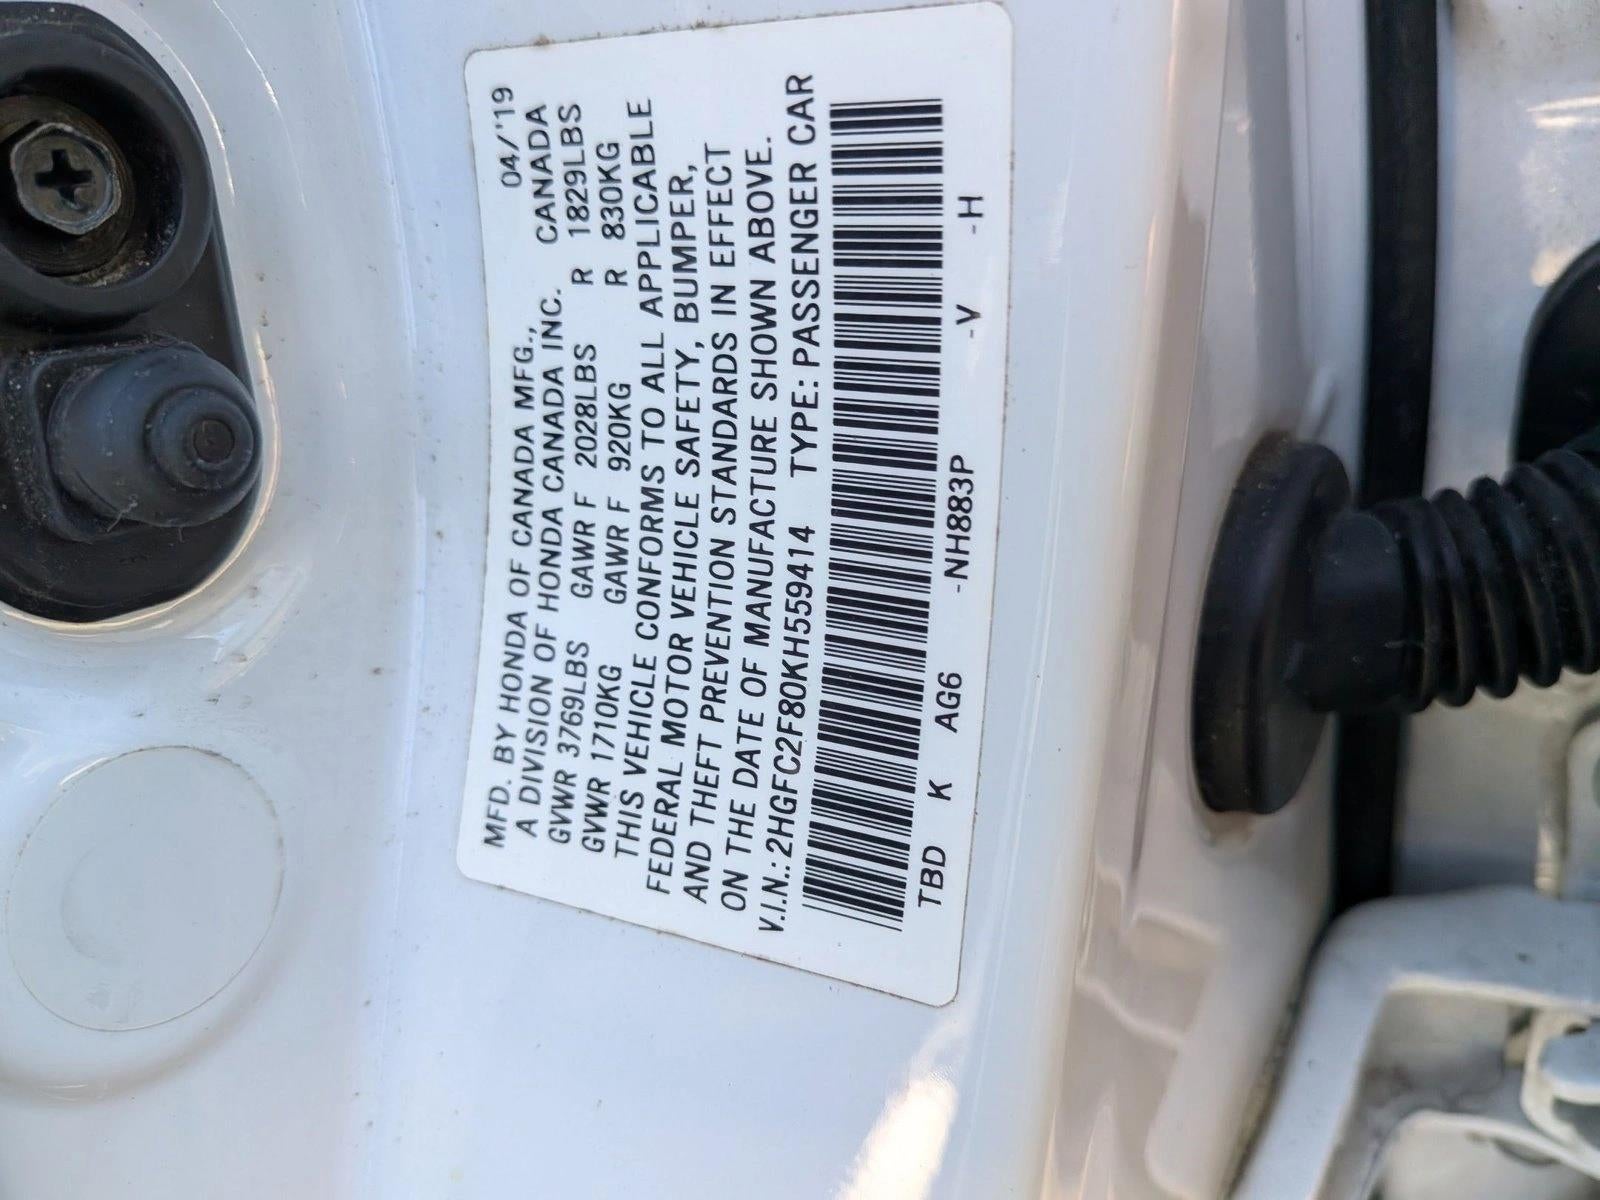 MFD. BY HONDA OF CANADA MFG., 04/'19
A DIVISION OF HONDA CANADA INC. CANADA
GVWR 3769LBS GAWR F 2028LBS R 1829LBS
GVWR 1710KG GAWR F 920KG R 830KG
THIS VEHICLE CONFORMS TO ALL APPLICABLE
FEDERAL MOTOR VEHICLE SAFETY, BUMPER,
AND THEFT PREVENTION STANDARDS IN EFFECT
ON THE DATE OF MANUFACTURE SHOWN ABOVE.
V.I.N.: 2HGFC2F80KH559414 TYPE: PASSENGER CAR
TBD K AG6 -NH883P -V -H